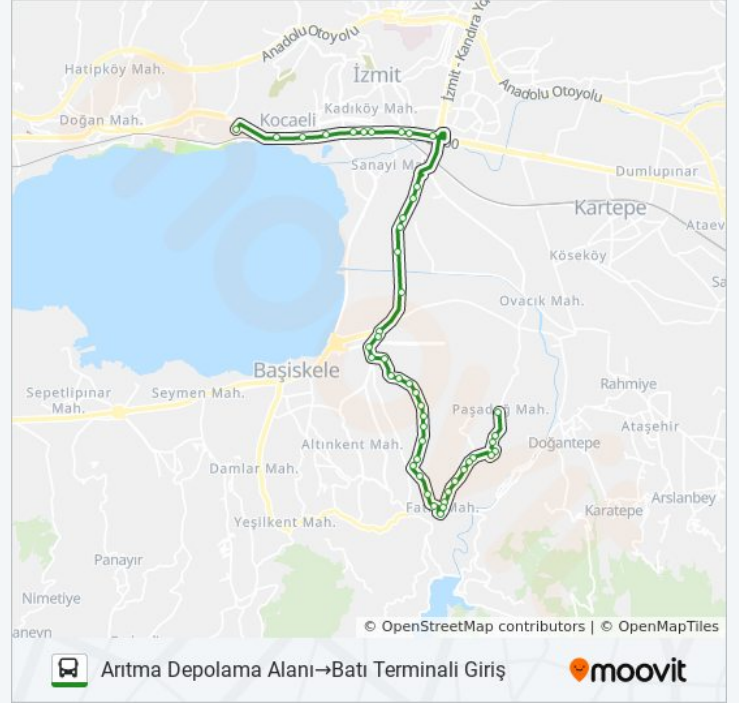 Anadolu Otoyolu
İzmit - Kandıra Yo
Hatipköy Mah.
İzmit
Anadolu Otoyolu
Kadıköy Mah.
Doğan Mah.
Kocaeli
Sanayi M
Dumlupınar
Kartepe
Ataev
Köseköy
Ovacık Mah.
Başiskele
Rahmiye
Sepetlipınar
Mah.
Seymen Mah.
Paşadağ Mah.
Ataşehir
Altınkent Mah.
Doğantepe
Damlar Mah.
Arslanbey
Fatih Mah.
Karatepe
Yeşilkent Mah.
Panayır
Nimetiye
© OpenStreetMap contributors | © OpenMapTiles
Arıtma Depolama Alanı→Batı Terminali Giriş
moovit